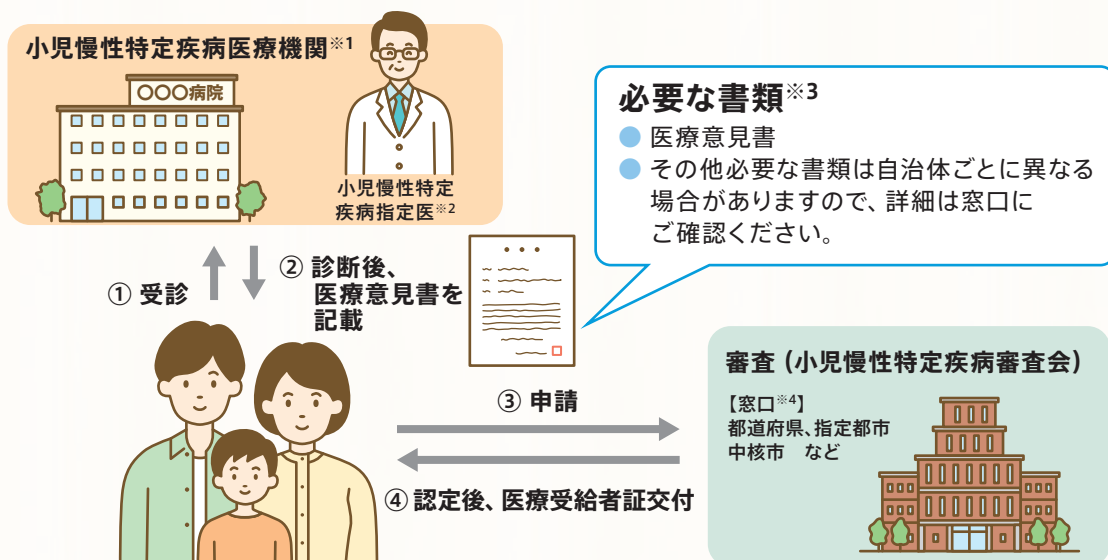 小児慢性特定疾病医療機関※1
〇〇〇病院
小児慢性特定
疾病指定医※2
必要な書類※3
● 医療意見書
● その他必要な書類は自治体ごとに異なる
場合がありますので、詳細は窓口に
ご確認ください。
① 受診
② 診断後、
医療意見書を
記載
③ 申請
④ 認定後、医療受給者証交付
審査（小児慢性特定疾病審査会）
【窓口※4】
都道府県、指定都市
中核市　など